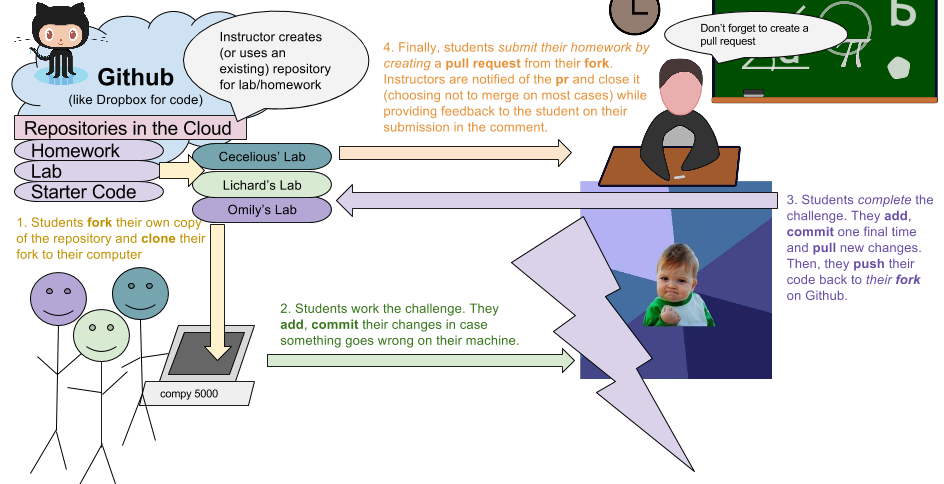 Instructor creates
(or uses an
existing) repository
for lab/homework
Github
(like Dropbox for code)
Repositories in the Cloud
Homework
Lab
Starter Code
Cecelious' Lab
Lichard's Lab
Omily's Lab
1. Students fork their own copy
of the repository and clone their
fork to their computer
compy 5000
2. Students work the challenge. They
add, commit their changes in case
something goes wrong on their machine.
3. Students complete the
challenge. They add,
commit one final time
and pull new changes.
Then, they push their
code back to their fork
on Github.
4. Finally, students submit their homework by
creating a pull request from their fork.
Instructors are notified of the pr and close it
(choosing not to merge on most cases) while
providing feedback to the student on their
submission in the comment.
Don't forget to create a
pull request